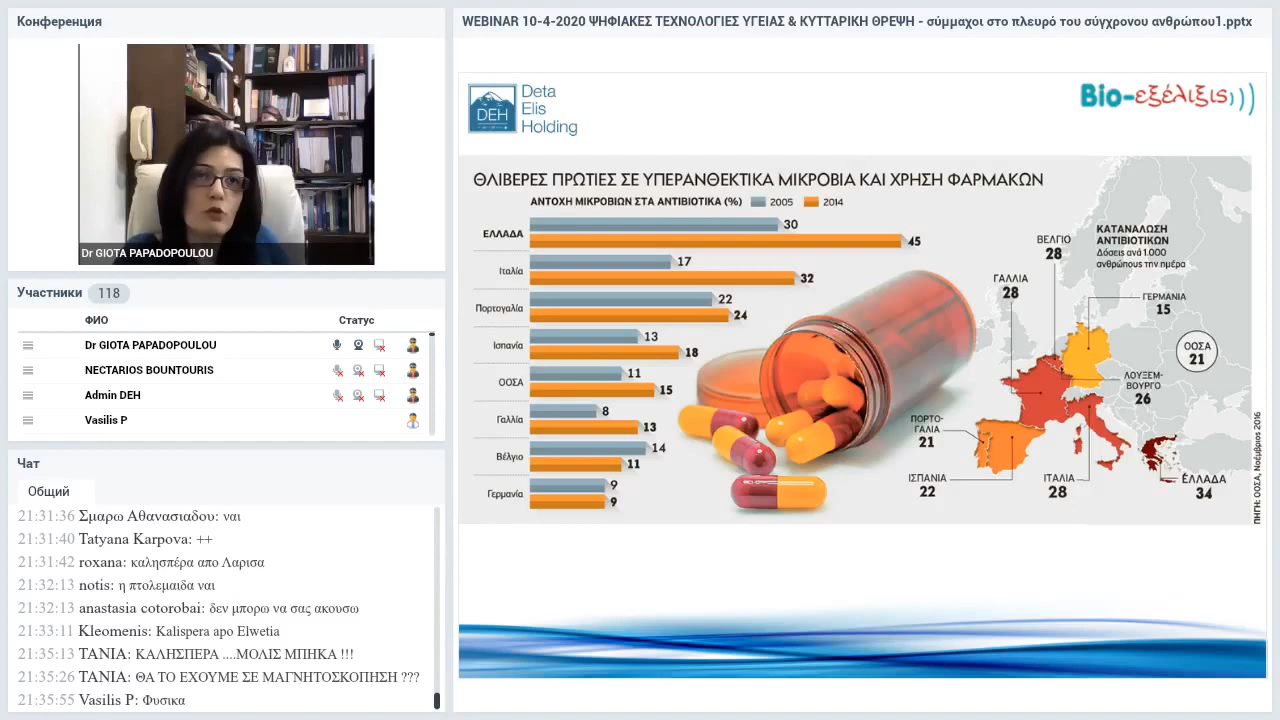 Конференция
Dr GIOTA PAPADOPOULOU
Участники 118
ФИО Статус
Dr GIOTA PAPADOPOULOU
NECTARIOS BOUNTOURIS
Admin DEH
Vasilis P
Чат
Общий
21:31:36 Σμαρω Αθανασιαδου: ναι
21:31:40 Tatyana Karpova: ++
21:31:42 roxana: καλησπέρα απο Λαρισα
21:32:13 notis: η πτολεμαιδα ναι
21:32:13 anastasia cotorobai: δεν μπορω να σας ακουσω
21:33:11 Kleomenis: Kalispera apo Elwetia
21:35:13 TANIA: ΚΑΛΗΣΠΕΡΑ ....ΜΟΛΙΣ ΜΠΗΚΑ !!!
21:35:26 TANIA: ΘΑ ΤΟ ΕΧΟΥΜΕ ΣΕ ΜΑΓΝΗΤΟΣΚΟΠΗΣΗ ???
21:35:55 Vasilis P: Φυσικα
WEBINAR 10-4-2020 ΨΗΦΙΑΚΕΣ ΤΕΧΝΟΛΟΓΙΕΣ ΥΓΕΙΑΣ & ΚΥΤΤΑΡΙΚΗ ΘΡΕΨΗ - σύμμαχοι στο πλευρό του σύγχρονου ανθρώπου1.pptx
DEH
Deta
Elis
Holding
Bio-εξέλιξις
ΘΛΙΒΕΡΕΣ ΠΡΩΤΙΕΣ ΣΕ ΥΠΕΡΑΝΘΕΚΤΙΚΑ ΜΙΚΡΟΒΙΑ ΚΑΙ ΧΡΗΣΗ ΦΑΡΜΑΚΩΝ
ΑΝΤΟΧΗ ΜΙΚΡΟΒΙΩΝ ΣΤΑ ΑΝΤΙΒΙΟΤΙΚΑ (%) 2005 2014
ΕΛΛΑΔΑ 30
45
Ιταλία 17
32
Πορτογαλία 22
24
Ισπανία 13
18
ΟΟΣΑ 11
15
Γαλλία 8
13
Βέλγιο 14
11
Γερμανία 9
9
ΚΑΤΑΝΑΛΩΣΗ
ΑΝΤΙΒΙΟΤΙΚΩΝ
Δόσεις ανά 1.000
ανθρώπους την ημέρα
ΒΕΛΓΙΟ
28
ΓΑΛΛΙΑ
28
ΓΕΡΜΑΝΙΑ
15
ΟΟΣΑ
21
ΛΟΥΞΕΜ-
ΒΟΥΡΓΟ
26
ΠΟΡΤΟ-
ΓΑΛΙΑ
21
ΙΣΠΑΝΙΑ
22
ΙΤΑΛΙΑ
28
ΕΛΛΑΔΑ
34
ΠΗΓΗ: ΟΟΣΑ, Νοέμβριος 2016